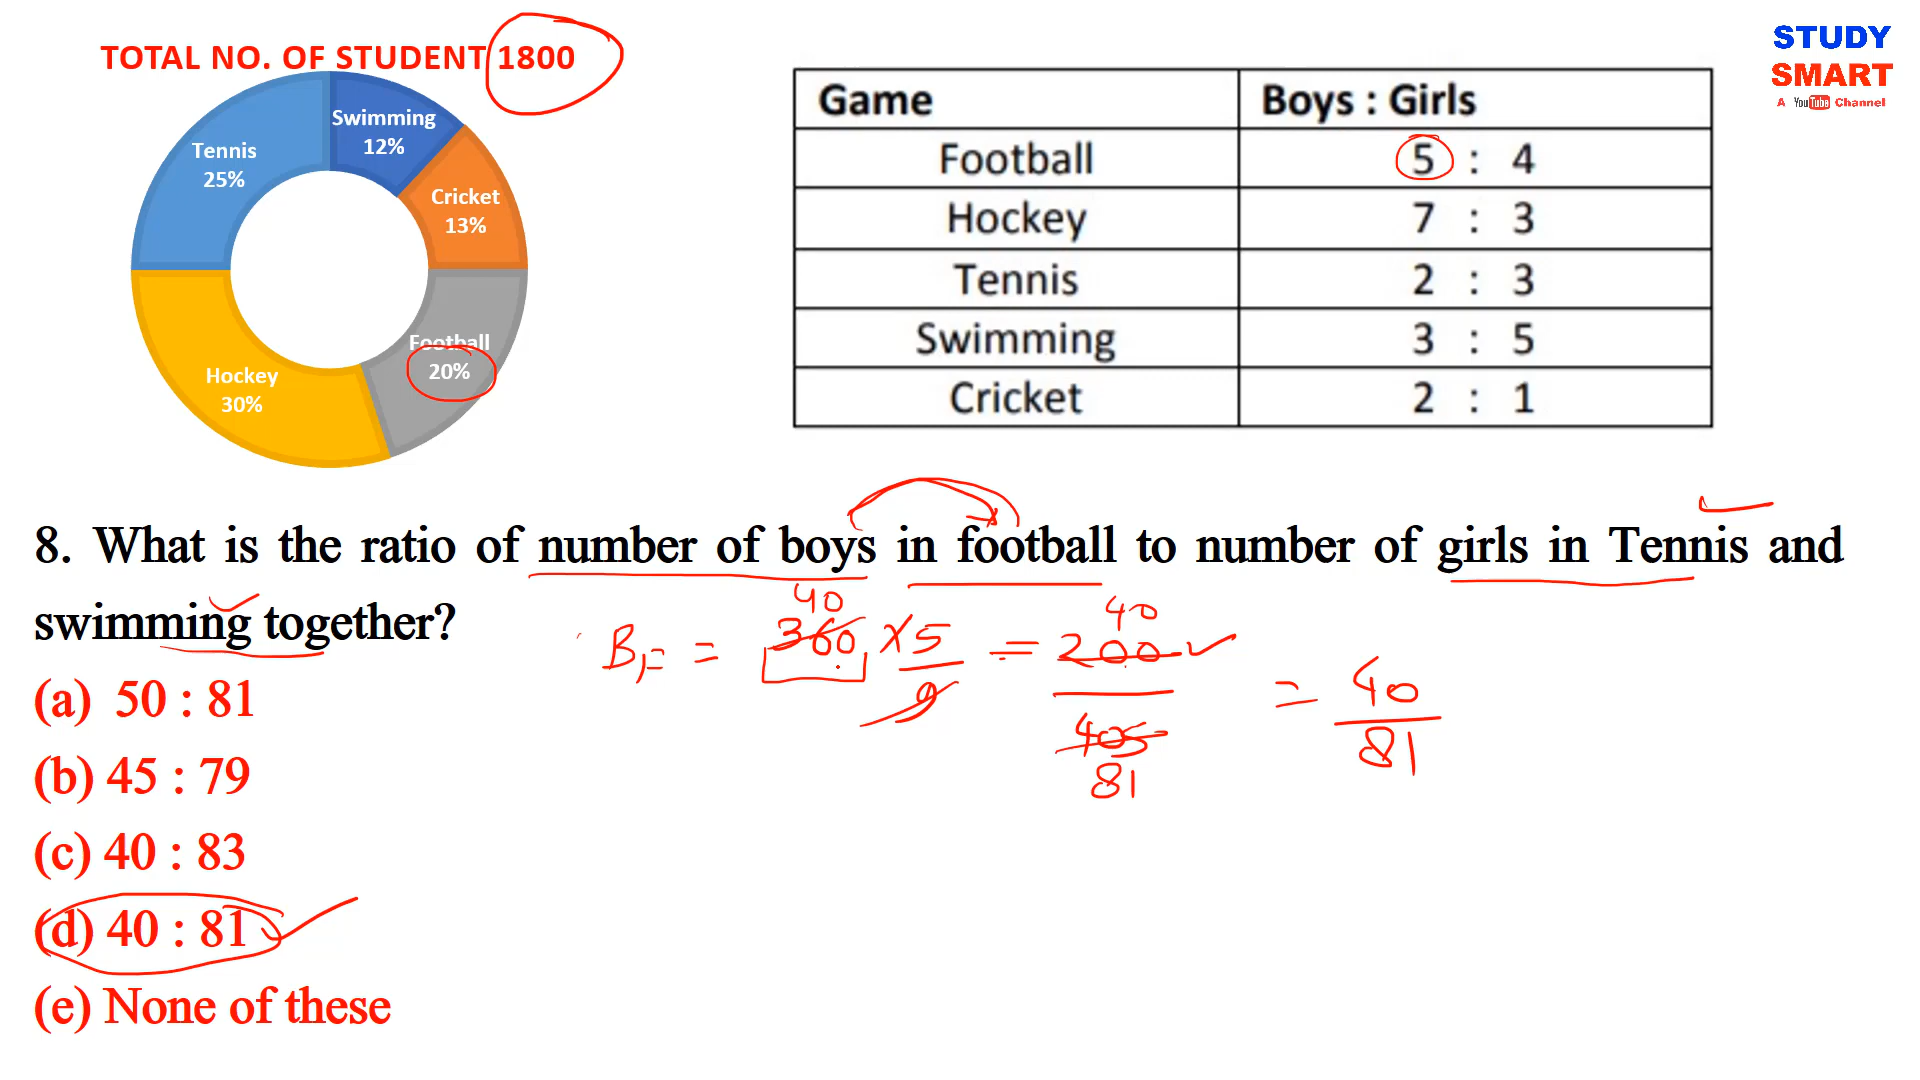 TOTAL NO. OF STUDENT 1800
STUDY
SMART
A YouTube Channel
Swimming
12%
Tennis
25%
Cricket
13%
Football
20%
Hockey
30%
Game Boys : Girls
Football 5 : 4
Hockey 7 : 3
Tennis 2 : 3
Swimming 3 : 5
Cricket 2 : 1
8. What is the ratio of number of boys in football to number of girls in Tennis and
swimming together?
40 40
BF = 360 × 5 = 200 = 40
9 405 81
81
(a) 50 : 81
(b) 45 : 79
(c) 40 : 83
(d) 40 : 81
(e) None of these